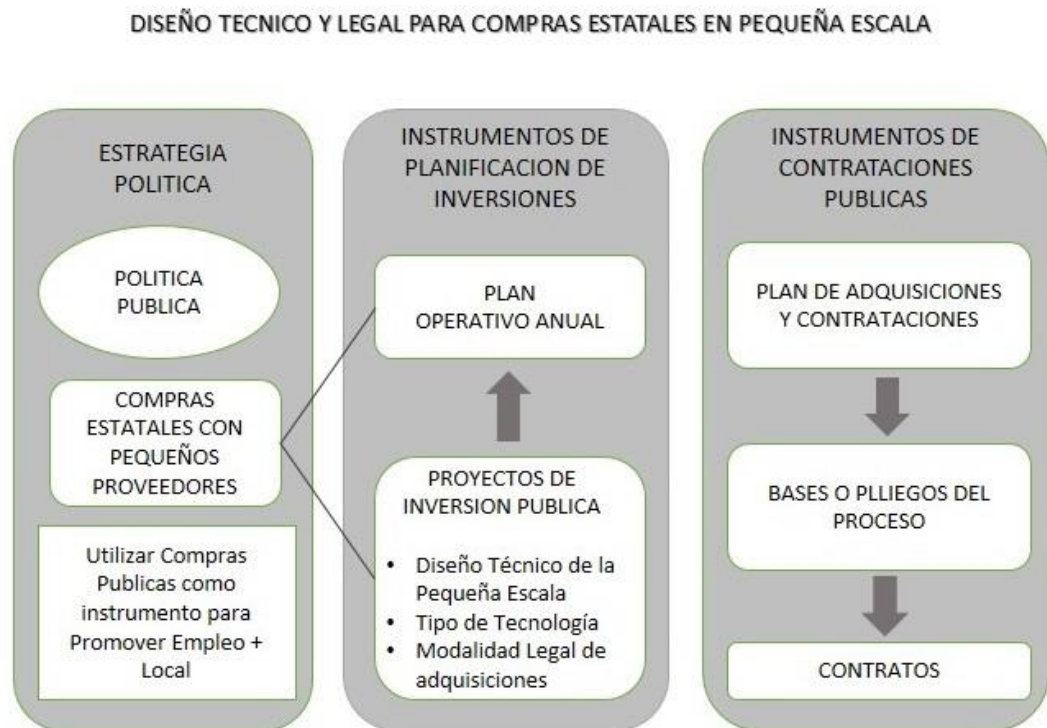 DISEÑO TECNICO Y LEGAL PARA COMPRAS ESTATALES EN PEQUEÑA ESCALA
ESTRATEGIA
POLITICA
POLITICA
PUBLICA
COMPRAS
ESTATALES CON
PEQUEÑOS
PROVEEDORES
Utilizar Compras
Publicas como
instrumento para
Promover Empleo +
Local
INSTRUMENTOS DE
PLANIFICACION DE
INVERSIONES
PLAN
OPERATIVO ANUAL
PROYECTOS DE
INVERSION PUBLICA
• Diseño Técnico de la
Pequeña Escala
• Tipo de Tecnología
• Modalidad Legal de
adquisiciones
INSTRUMENTOS DE
CONTRATACIONES
PUBLICAS
PLAN DE ADQUISICIONES
Y CONTRATACIONES
BASES O PLLIEGOS DEL
PROCESO
CONTRATOS